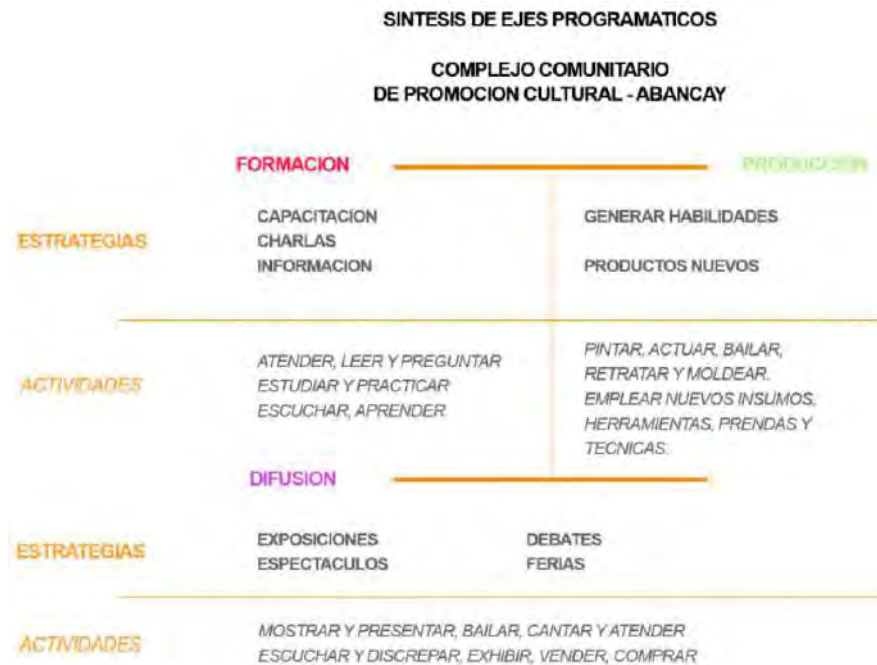 SINTESIS DE EJES PROGRAMATICOS
COMPLEJO COMUNITARIO
DE PROMOCION CULTURAL - ABANCAY
FORMACION
PRODUCCION
ESTRATEGIAS
CAPACITACION
CHARLAS
INFORMACION
GENERAR HABILIDADES
PRODUCTOS NUEVOS
ACTIVIDADES
ATENDER, LEER Y PREGUNTAR
ESTUDIAR Y PRACTICAR
ESCUCHAR, APRENDER
PINTAR, ACTUAR, BAILAR,
RETRATAR Y MOLDEAR.
EMPLEAR NUEVOS INSUMOS,
HERRAMIENTAS, PRENDAS Y
TECNICAS.
DIFUSION
ESTRATEGIAS
EXPOSICIONES
ESPECTACULOS
DEBATES
FERIAS
ACTIVIDADES
MOSTRAR Y PRESENTAR, BAILAR, CANTAR Y ATENDER
ESCUCHAR Y DISCREPAR, EXHIBIR, VENDER, COMPRAR